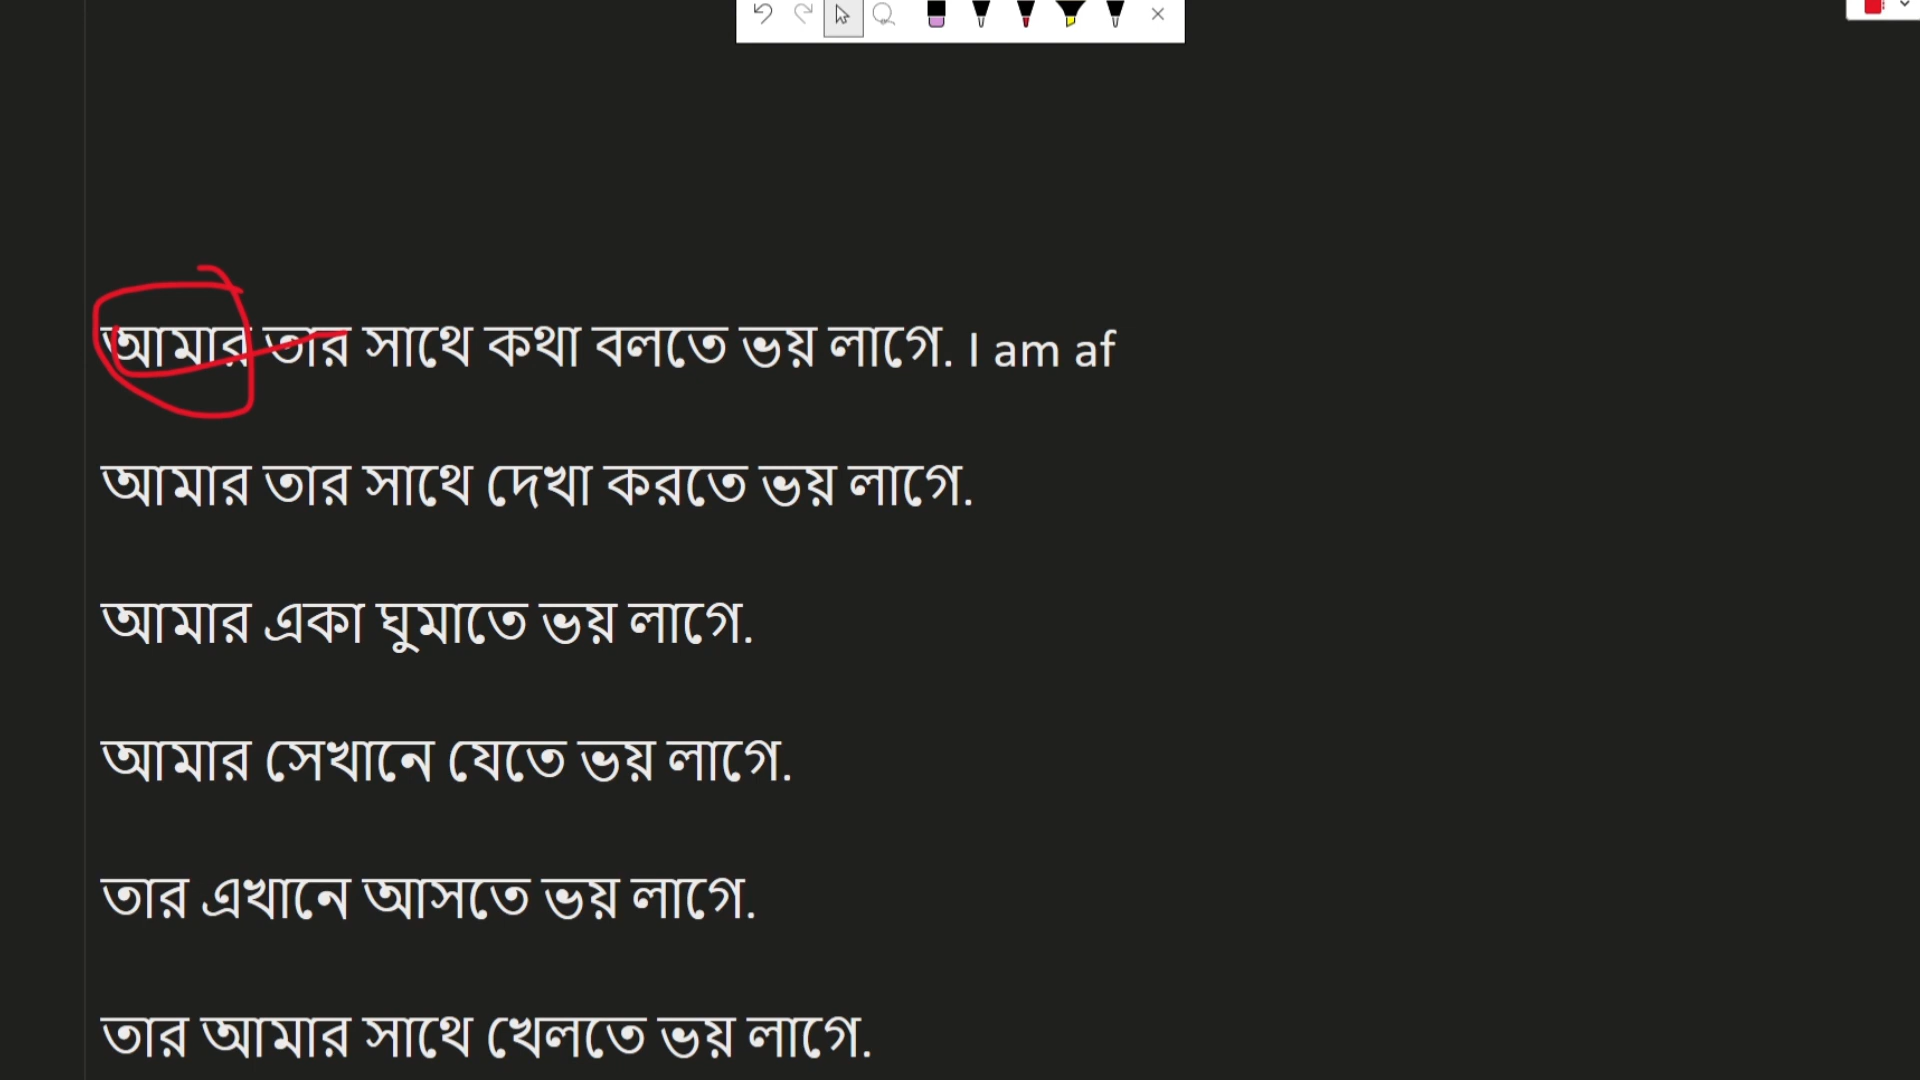 আমার তার সাথে কথা বলতে ভয় লাগে. I am af
আমার তার সাথে দেখা করতে ভয় লাগে.
আমার একা ঘুমাতে ভয় লাগে.
আমার সেখানে যেতে ভয় লাগে.
তার এখানে আসতে ভয় লাগে.
তার আমার সাথে খেলতে ভয় লাগে.